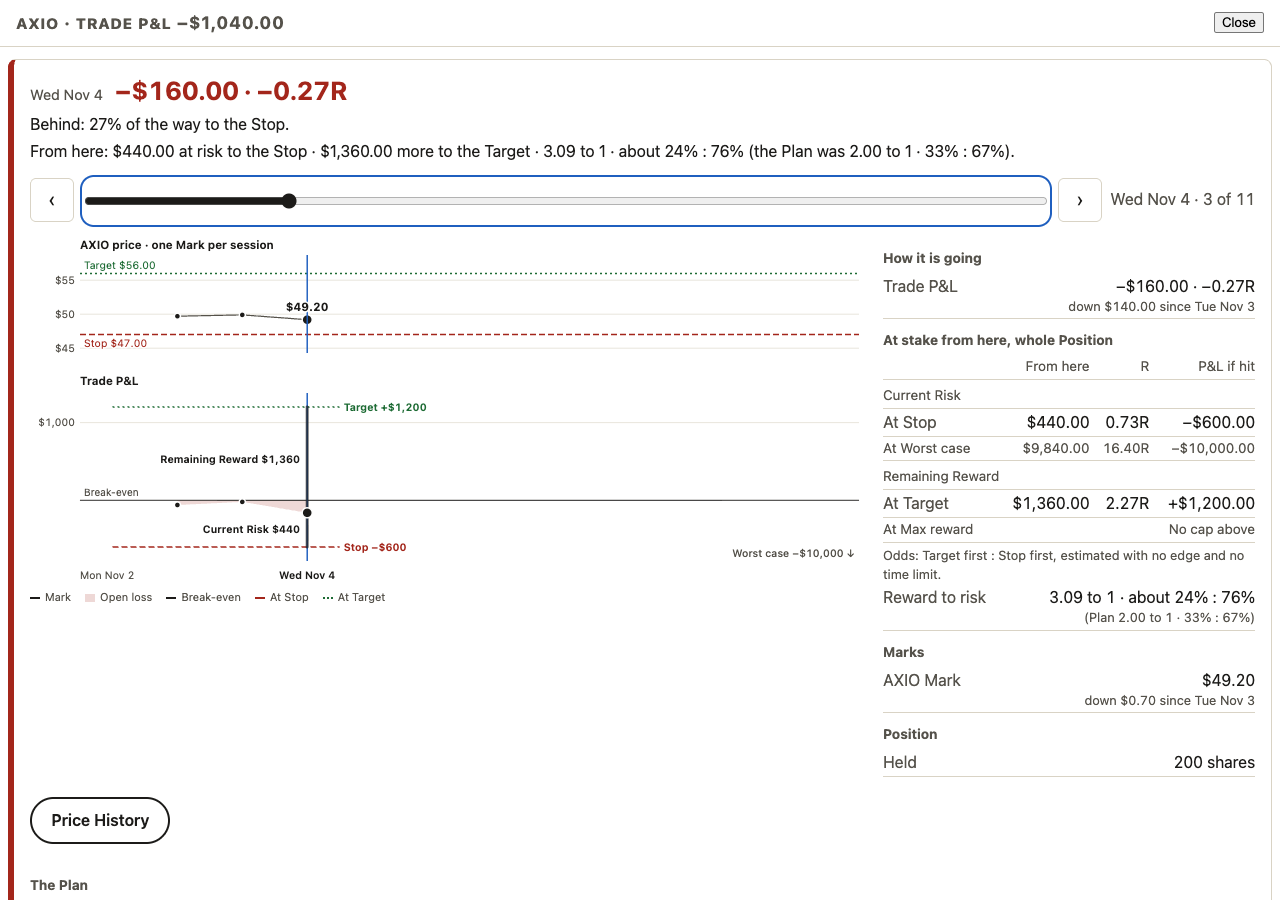 AXIO · TRADE P&L −$1,040.00
Close
Wed Nov 4 −$160.00 · −0.27R
Behind: 27% of the way to the Stop.
From here: $440.00 at risk to the Stop · $1,360.00 more to the Target · 3.09 to 1 · about 24% : 76% (the Plan was 2.00 to 1 · 33% : 67%).
‹
›
Wed Nov 4 · 3 of 11
AXIO price · one Mark per session
Target $56.00
$55
$49.20
$50
Stop $47.00
$45
Trade P&L
Target +$1,200
$1,000
Remaining Reward $1,360
Break-even
Current Risk $440
Stop −$600
Worst case −$10,000 ↓
Mon Nov 2
Wed Nov 4
Mark
Open loss
Break-even
At Stop
At Target
How it is going
Trade P&L −$160.00 · −0.27R
down $140.00 since Tue Nov 3
At stake from here, whole Position
From here R P&L if hit
Current Risk
At Stop $440.00 0.73R −$600.00
At Worst case $9,840.00 16.40R −$10,000.00
Remaining Reward
At Target $1,360.00 2.27R +$1,200.00
At Max reward No cap above
Odds: Target first : Stop first, estimated with no edge and no
time limit.
Reward to risk 3.09 to 1 · about 24% : 76%
(Plan 2.00 to 1 · 33% : 67%)
Marks
AXIO Mark $49.20
down $0.70 since Tue Nov 3
Position
Held 200 shares
Price History
The Plan